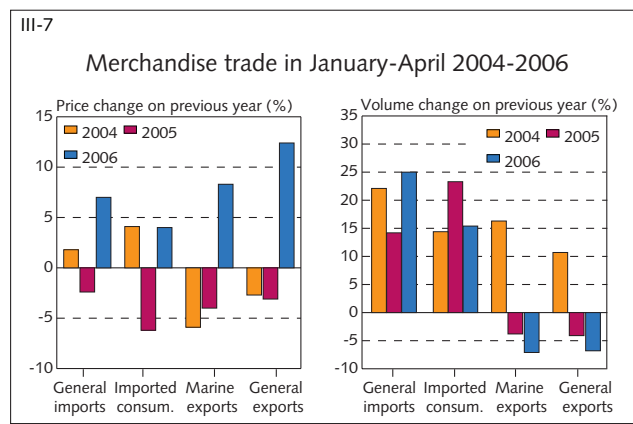 III-7
Merchandise trade in January-April 2004-2006
Price change on previous year (%)
15
10
5
0
-5
-10
2004
2005
2006
General imports
Imported consum.
Marine exports
General exports
Volume change on previous year (%)
35
30
25
20
15
10
5
0
-5
-10
2004
2005
2006
General imports
Imported consum.
Marine exports
General exports